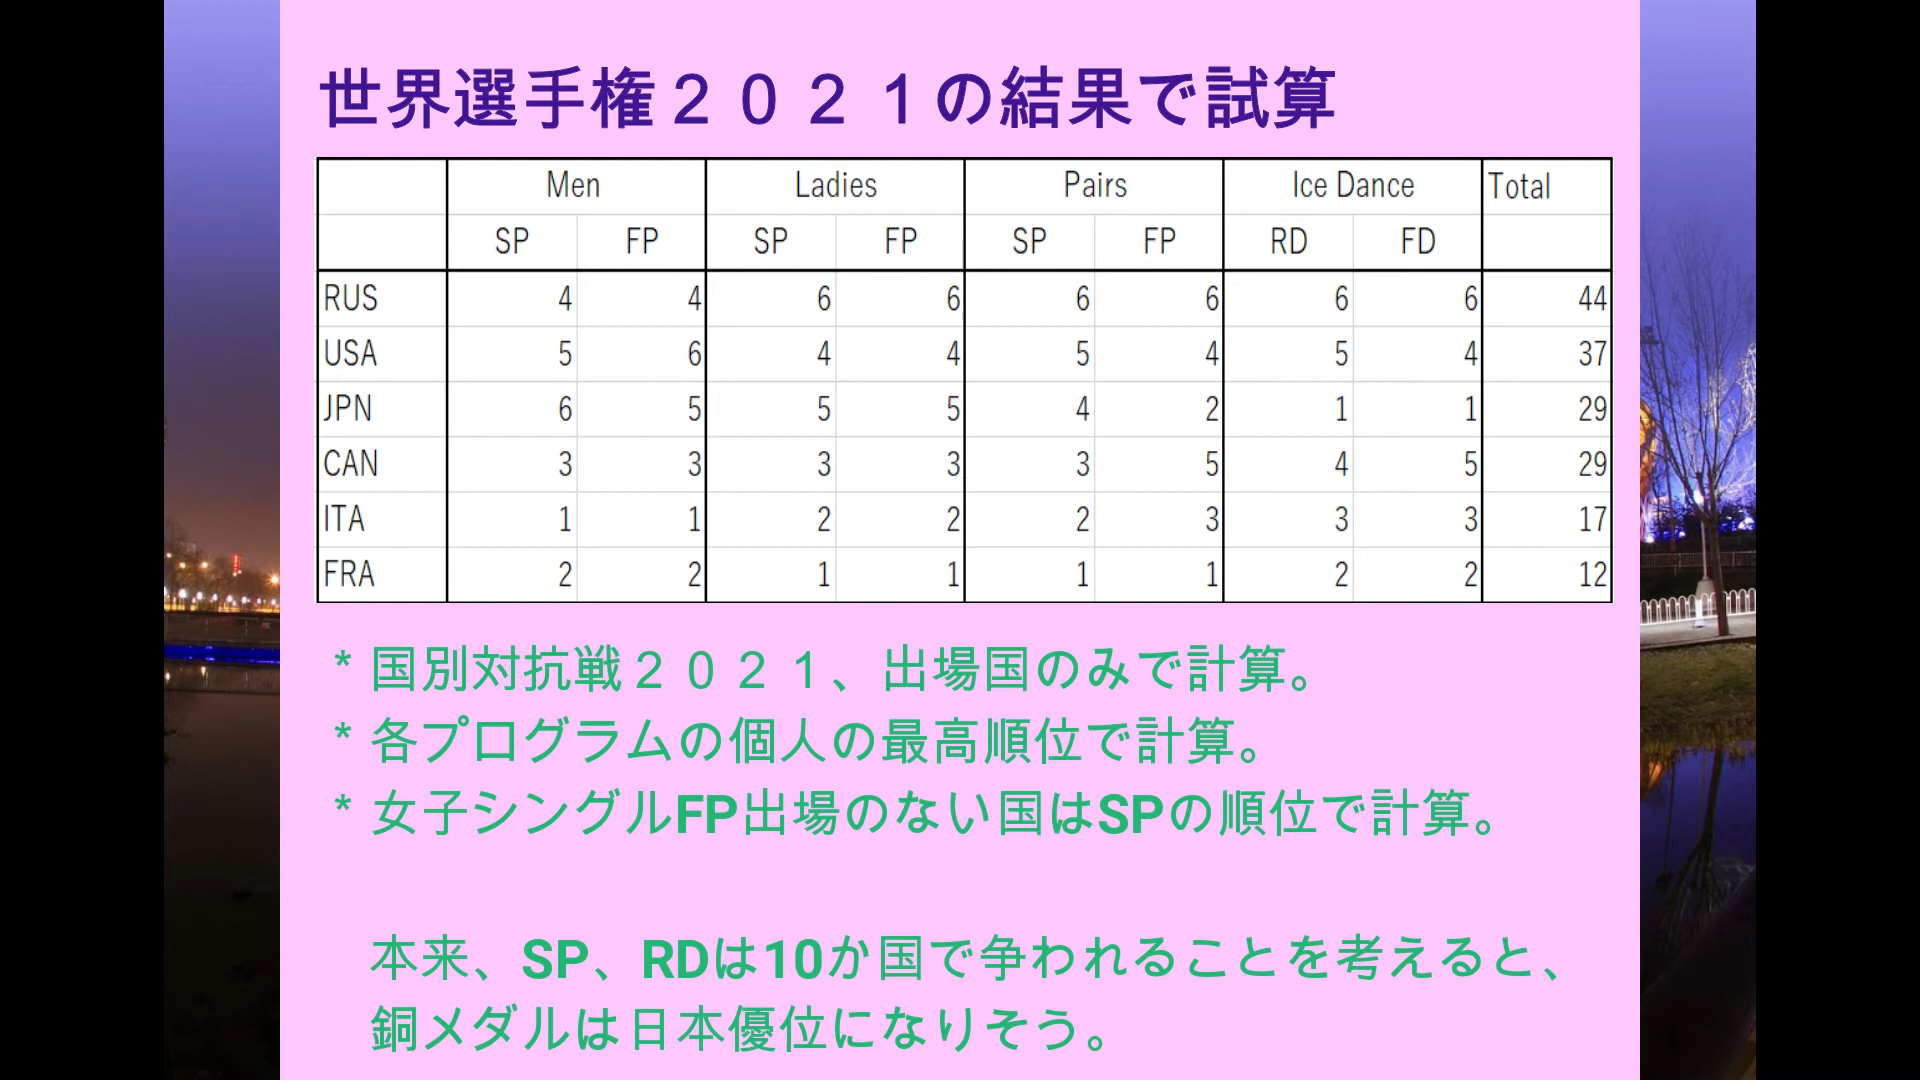 世界選手権２０２１の結果で試算
Men Ladies Pairs Ice Dance Total
SP FP SP FP SP FP RD FD
RUS 4 4 6 6 6 6 6 6 44
USA 5 6 4 4 5 4 5 4 37
JPN 6 5 5 5 4 2 1 1 29
CAN 3 3 3 3 3 5 4 5 29
ITA 1 1 2 2 2 3 3 3 17
FRA 2 2 1 1 1 1 2 2 12
* 国別対抗戦２０２１、出場国のみで計算。
* 各プログラムの個人の最高順位で計算。
* 女子シングルFP出場のない国はSPの順位で計算。
本来、SP、RDは10か国で争われることを考えると、
銅メダルは日本優位になりそう。